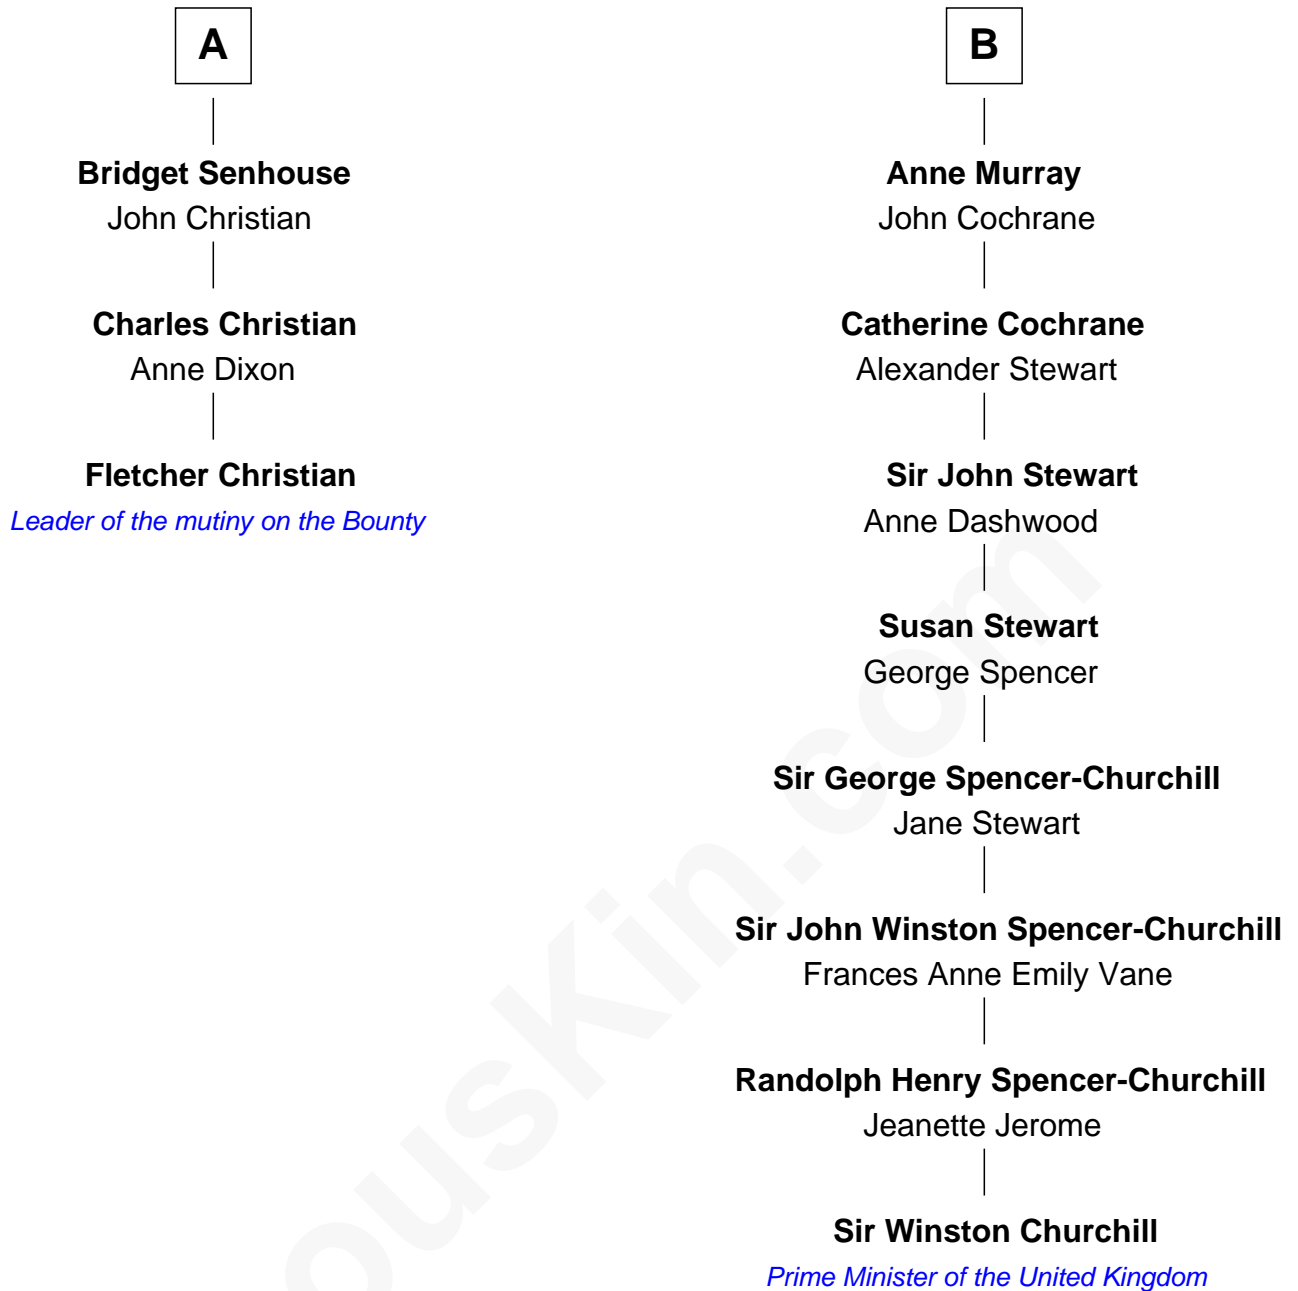 A
Bridget Senhouse
John Christian
Charles Christian
Anne Dixon
Fletcher Christian
Leader of the mutiny on the Bounty
B
Anne Murray
John Cochrane
Catherine Cochrane
Alexander Stewart
Sir John Stewart
Anne Dashwood
Susan Stewart
George Spencer
Sir George Spencer-Churchill
Jane Stewart
Sir John Winston Spencer-Churchill
Frances Anne Emily Vane
Randolph Henry Spencer-Churchill
Jeanette Jerome
Sir Winston Churchill
Prime Minister of the United Kingdom
ousKin.com